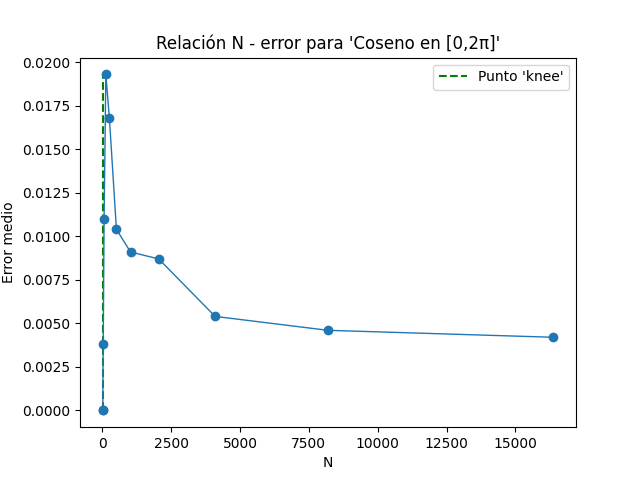 Relación N - error para 'Coseno en [0,2π]'
Punto 'knee'
Error medio
0.0200
0.0175
0.0150
0.0125
0.0100
0.0075
0.0050
0.0025
0.0000
0 2500 5000 7500 10000 12500 15000
N